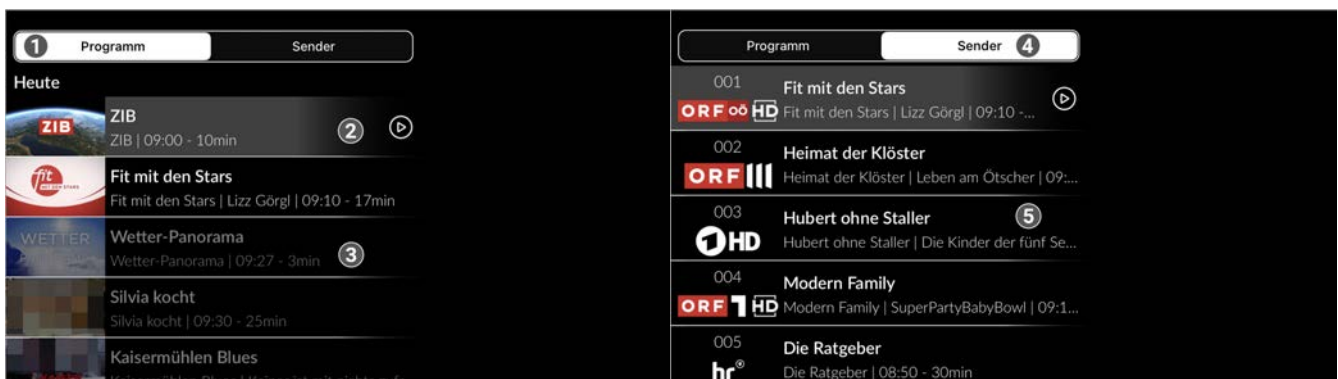 1 Programm Sender
Heute
ZIB
ZIB
ZIB | 09:00 - 10min 2
fit
MIT DEN STARS
Fit mit den Stars
Fit mit den Stars | Lizz Görgl | 09:10 - 17min
WETTER
Wetter-Panorama
Wetter-Panorama | 09:27 - 3min 3
Silvia kocht
Silvia kocht | 09:30 - 25min
Kaisermühlen Blues
Programm Sender 4
001
Fit mit den Stars
ORF oö HD
Fit mit den Stars | Lizz Görgl | 09:10 -...
002
Heimat der Klöster
ORF III
Heimat der Klöster | Leben am Ötscher | 09:...
003
Hubert ohne Staller 5
1 HD
Hubert ohne Staller | Die Kinder der fünf Se...
004
Modern Family
ORF 1 HD
Modern Family | SuperPartyBabyBowl | 09:1...
005
Die Ratgeber
hr
Die Ratgeber | 08:50 - 30min